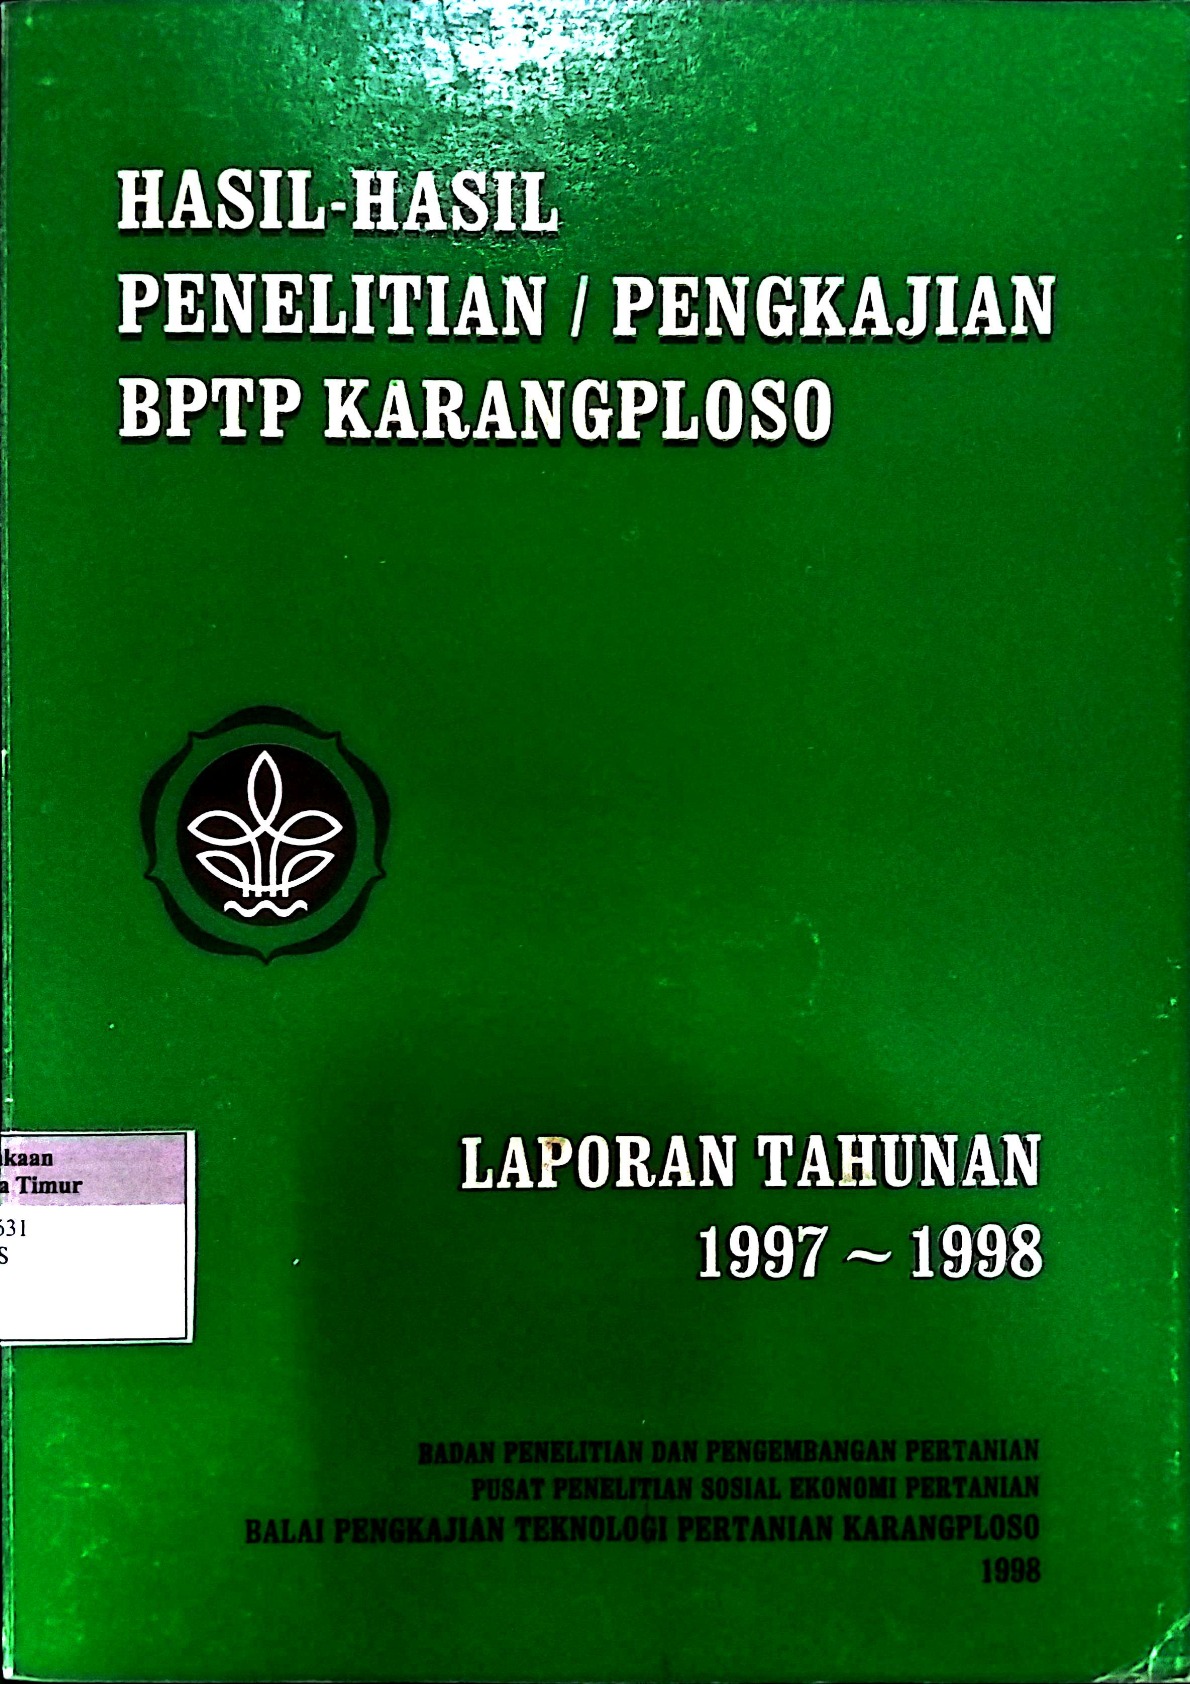 HASIL-HASIL
PENELITIAN / PENGKAJIAN
BPTP KARANGPLOSO
LAPORAN TAHUNAN
1997 ~ 1998
kaan
a Timur
631
S
BADAN PENELITIAN DAN PENGEMBANGAN PERTANIAN
PUSAT PENELITIAN SOSIAL EKONOMI PERTANIAN
BALAI PENGKAJIAN TEKNOLOGI PERTANIAN KARANGPLOSO
1998